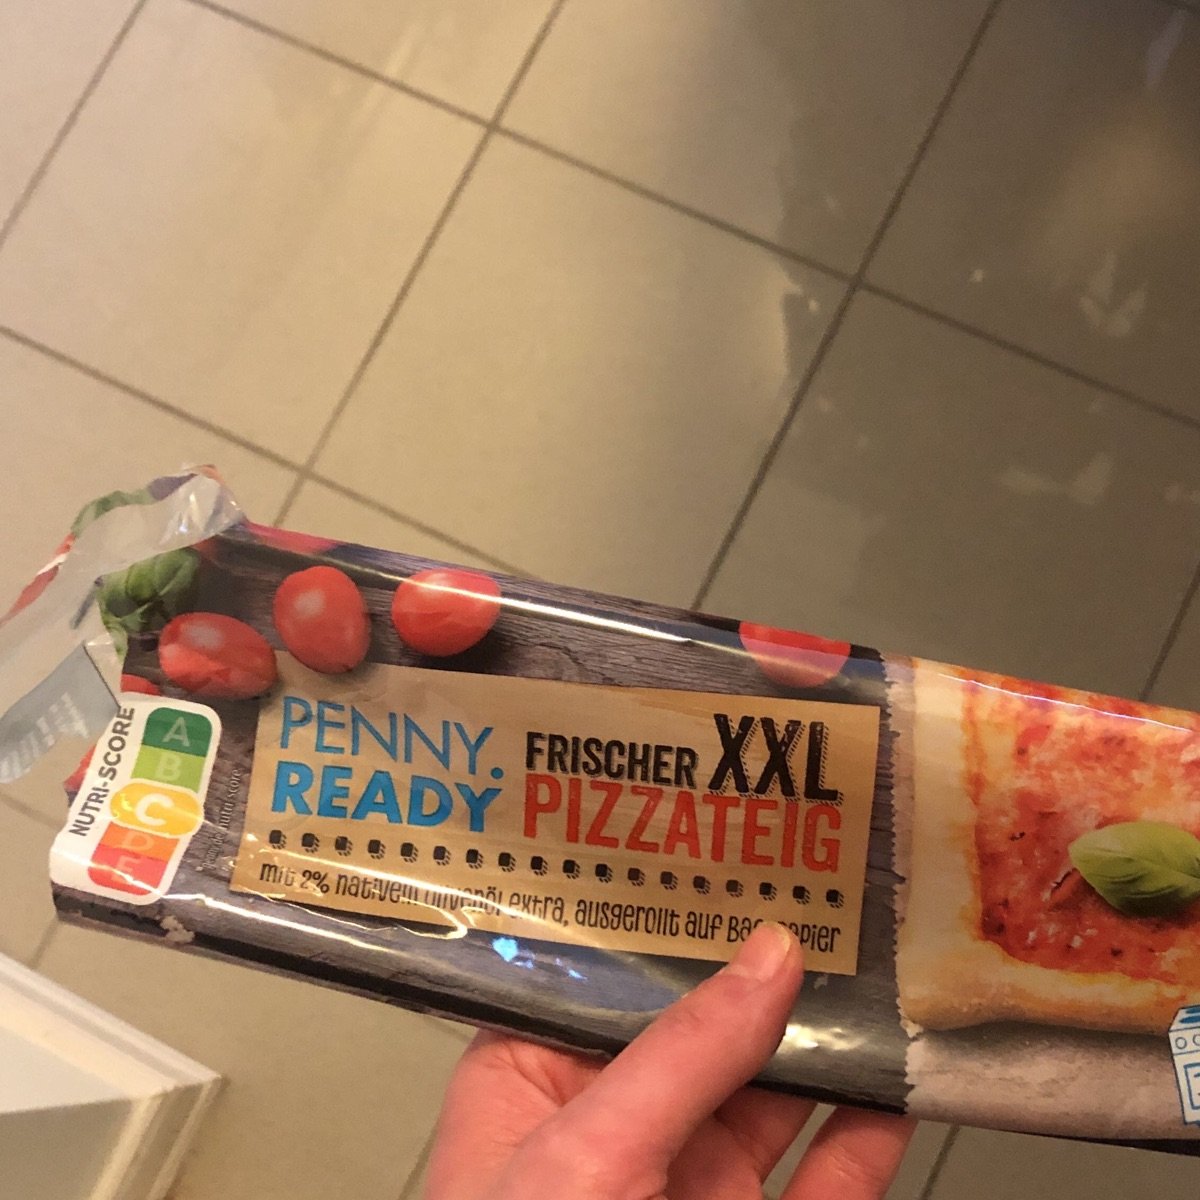 NUTRI-SCORE
A
B
C
D
E
PENNY.
READY
FRISCHER XXL
PIZZATEIG
mit 2% nativem Olivenöl extra, ausgerollt auf Backpapier